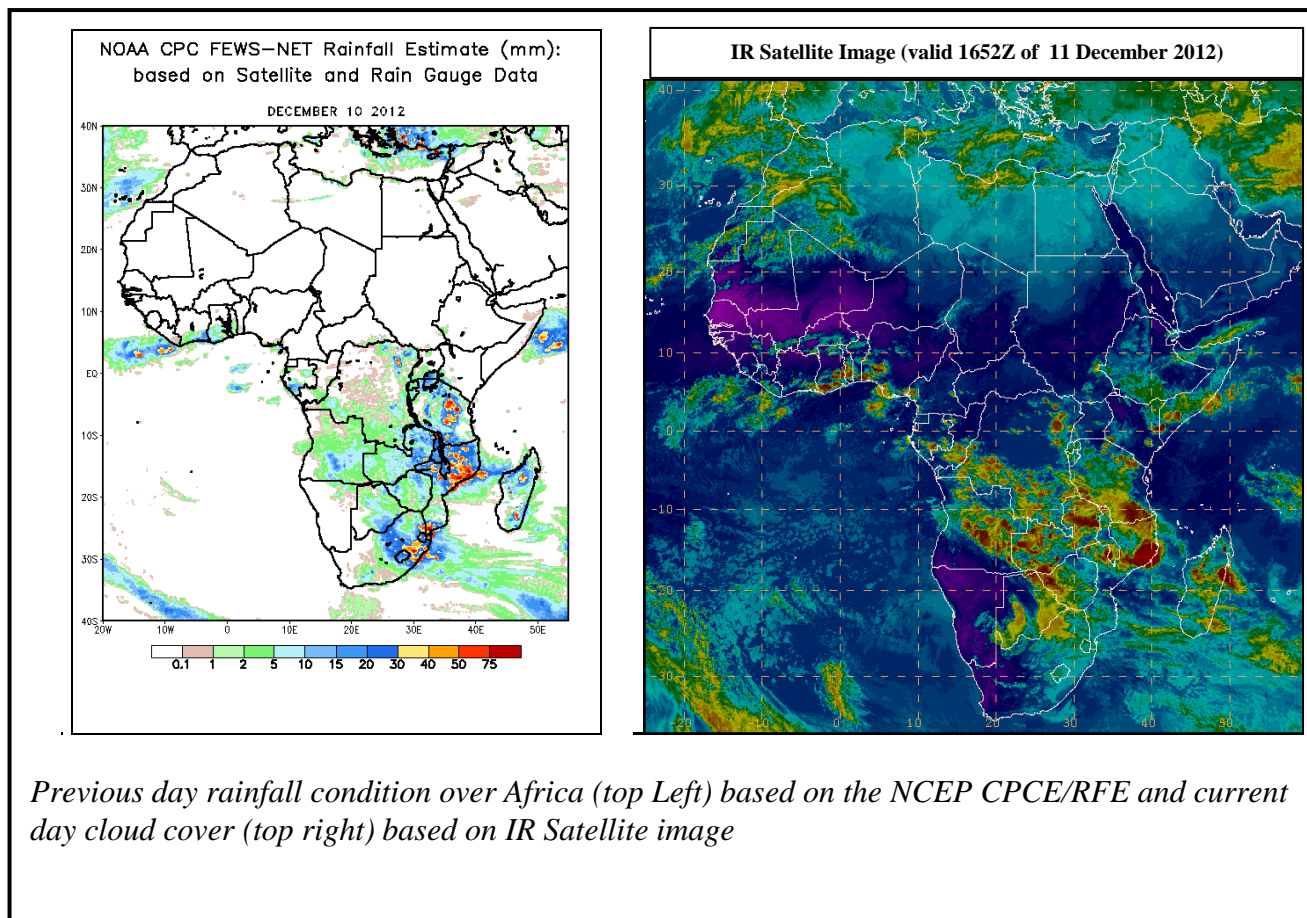 NOAA CPC FEWS-NET Rainfall Estimate (mm):
based on Satellite and Rain Gauge Data
DECEMBER 10 2012
40N
30N
20N
10N
EQ
10S
20S
30S
40S
20W 10W 0 10E 20E 30E 40E 50E
0.1 1 2 5 10 15 20 30 40 50 75
IR Satellite Image (valid 1652Z of 11 December 2012)
40
30
20
10
0
-10
-20
-30
-20 -10 0 10 20 30 40 50
Previous day rainfall condition over Africa (top Left) based on the NCEP CPCE/RFE and current
day cloud cover (top right) based on IR Satellite image